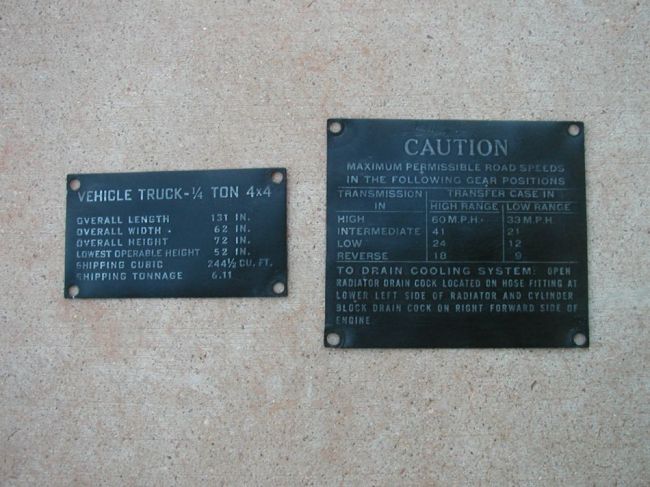 VEHICLE TRUCK-¼ TON 4x4
OVERALL LENGTH 131 IN.
OVERALL WIDTH 62 IN.
OVERALL HEIGHT 72 IN.
LOWEST OPERABLE HEIGHT 52 IN.
SHIPPING CUBIC 244½ CU. FT.
SHIPPING TONNAGE 6.11
CAUTION
MAXIMUM PERMISSIBLE ROAD SPEEDS
IN THE FOLLOWING GEAR POSITIONS
TRANSMISSION TRANSFER CASE IN
IN HIGH RANGE LOW RANGE
HIGH 60 M.P.H. 33 M.P.H.
INTERMEDIATE 41 21
LOW 24 12
REVERSE 18 9
TO DRAIN COOLING SYSTEM: OPEN
RADIATOR DRAIN COCK LOCATED ON HOSE FITTING AT
LOWER LEFT SIDE OF RADIATOR AND CYLINDER
BLOCK DRAIN COCK ON RIGHT FORWARD SIDE OF
ENGINE